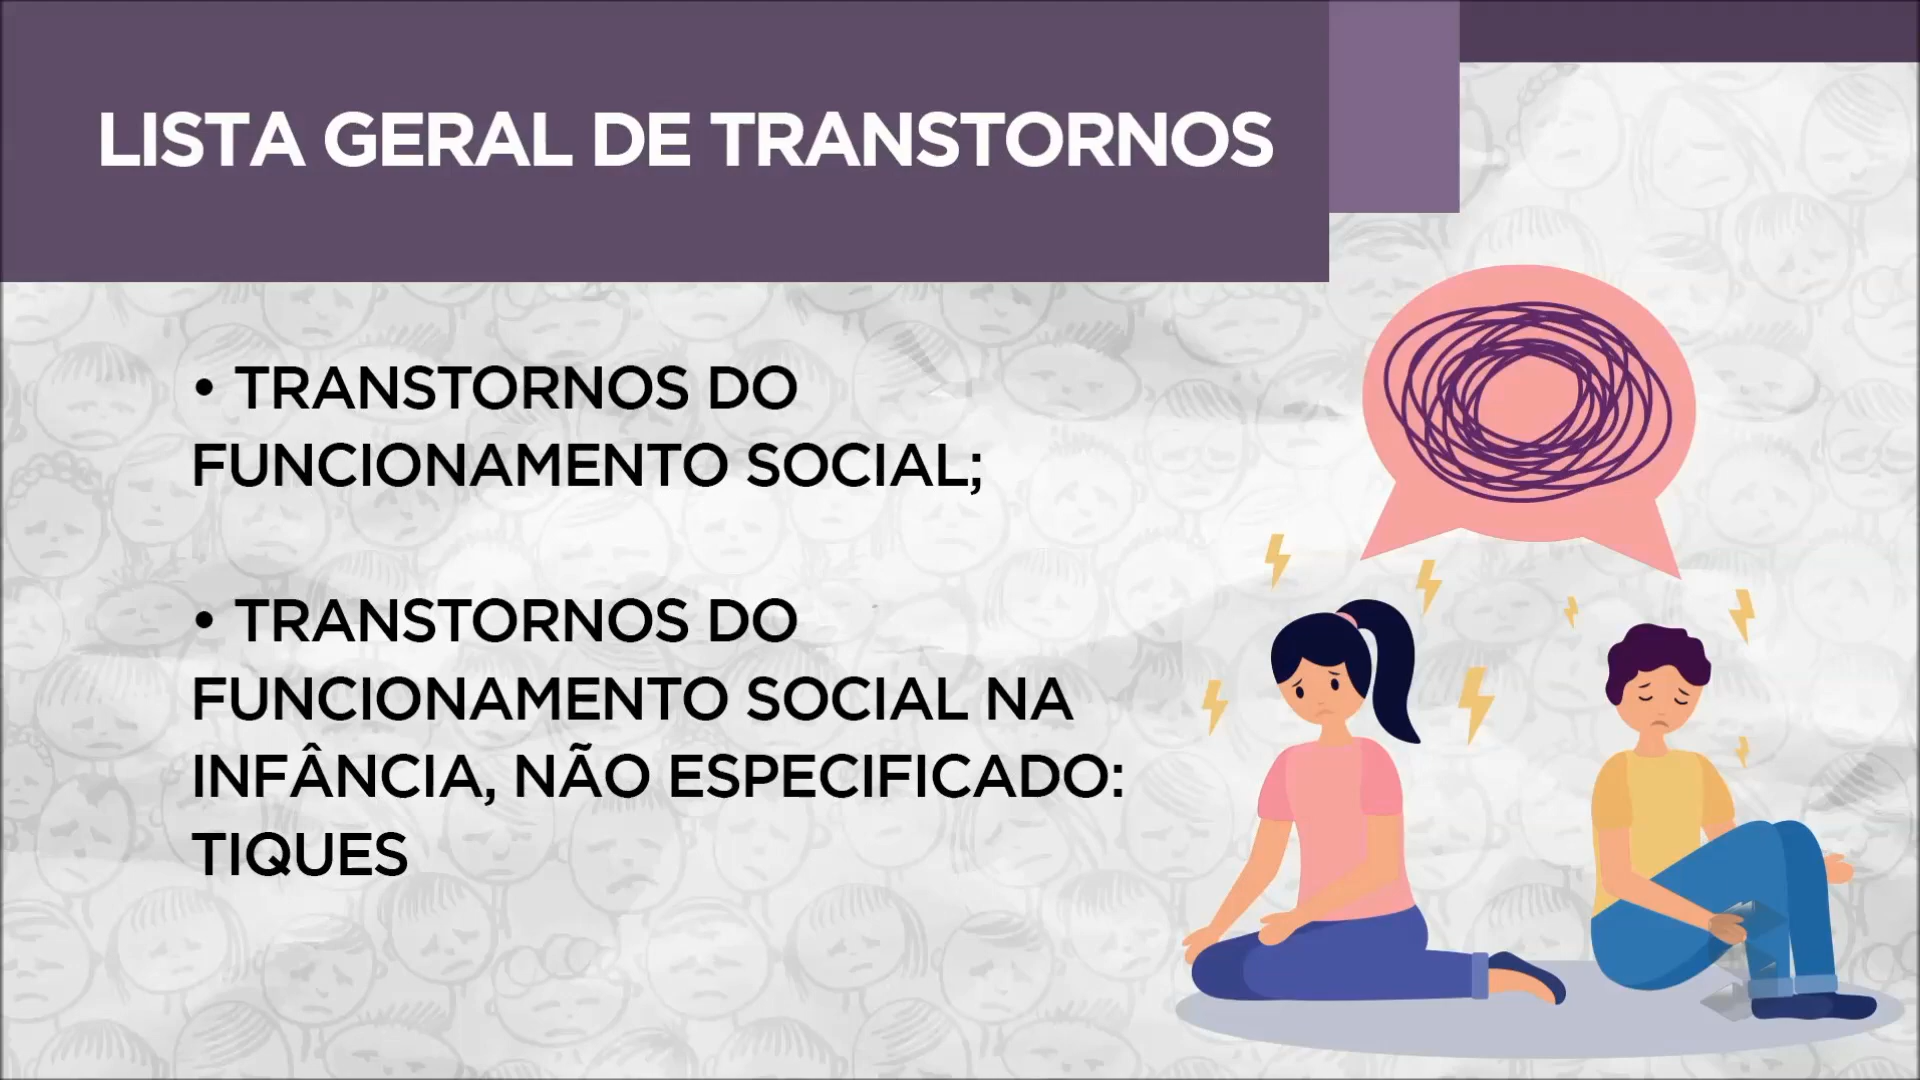 LISTA GERAL DE TRANSTORNOS
• TRANSTORNOS DO
FUNCIONAMENTO SOCIAL;
• TRANSTORNOS DO
FUNCIONAMENTO SOCIAL NA
INFÂNCIA, NÃO ESPECIFICADO:
TIQUES